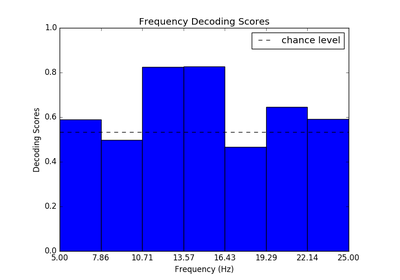 Frequency Decoding Scores
chance level
1.0
0.8
0.6
0.4
0.2
0.0
Decoding Scores
5.00 7.86 10.71 13.57 16.43 19.29 22.14 25.00
Frequency (Hz)